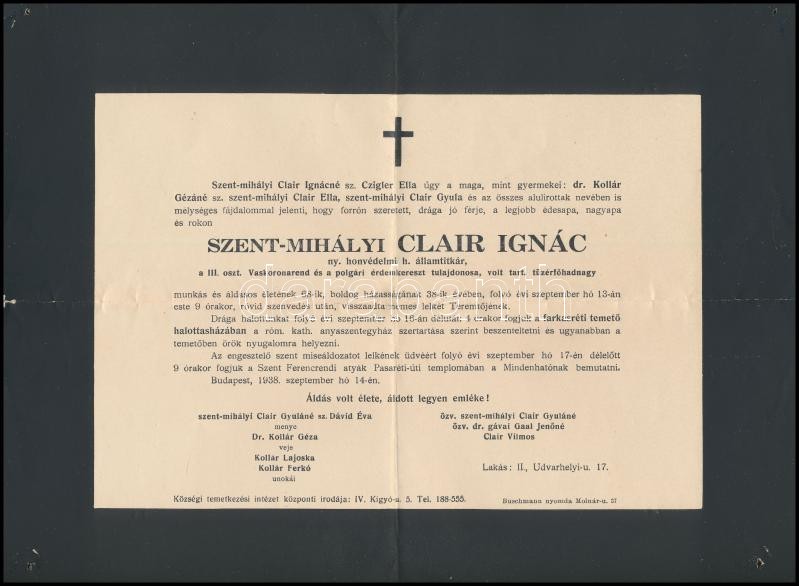 Szent-mihályi Clair Ignácné sz. Czigler Ella úgy a maga, mint gyermekei: dr. Kollár
Gézáné sz. szent-mihályi Clair Ella, szent-mihályi Clair Gyula és az összes alulirottak nevében is
mélységes fájdalommal jelenti, hogy forrón szeretett, drága jó férje, a legjobb édesapa, nagyapa
és rokon
SZENT-MIHÁLYI CLAIR IGNÁC
ny. honvédelmi h. államtitkár,
a III. oszt. Vaskoronarend és a polgári érdemkereszt tulajdonosa, volt tart. tüzérfőhadnagy
munkás és áldásos életének 68-ik, boldog házasságának 38-ik évében, folyó évi szeptember hó 13-án
este 9 órakor, rövid szenvedés után, visszaadta nemes lelkét Teremtőjének.
Drága halottunkat folyó évi szeptember hó 16-án délután 4 órakor fogjuk a farkasréti temető
halottasházában a róm. kath. anyaszentegyház szertartása szerint beszenteltetni és ugyanabban a
temetőben örök nyugalomra helyezni.
Az engesztelő szent miseáldozatot lelkének üdvéért folyó évi szeptember hó 17-én délelőtt
9 órakor fogjuk a Szent Ferencrendi atyák Pasaréti-úti templomában a Mindenhatónak bemutatni.
Budapest, 1938. szeptember hó 14-én.
Áldás volt élete, áldott legyen emléke!
szent-mihályi Clair Gyuláné sz. Dávid Éva
menye
Dr. Kollár Géza
veje
Kollár Lajoska
Kollár Ferkó
unokái
özv. szent-mihályi Clair Gyuláné
özv. dr. gávai Gaal Jenőné
Clair Vilmos
Lakás: II., Udvarhelyi-u. 17.
Községi temetkezési intézet központi irodája: IV. Kigyó-u. 5. Tel. 188-555.
Buschmann nyomda Molnár-u. 57